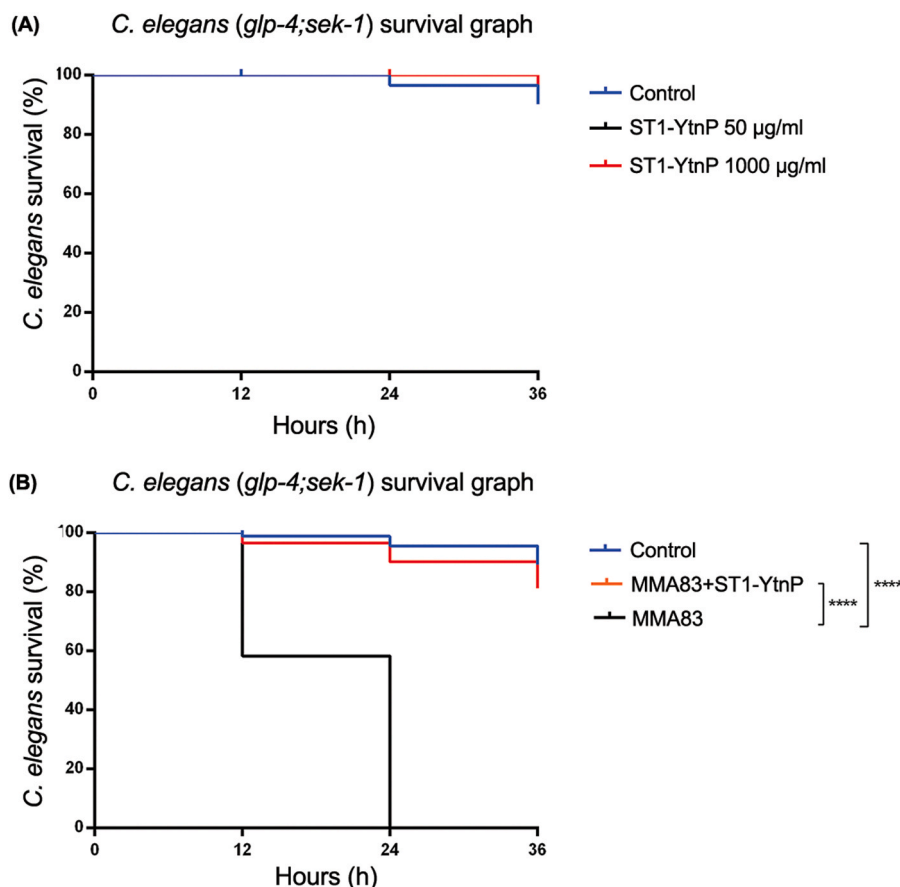 (A)
C. elegans (glp-4;sek-1) survival graph
C. elegans survival (%)
100
80
60
40
20
0
0 12 24 36
Hours (h)
Control
ST1-YtnP 50 µg/ml
ST1-YtnP 1000 µg/ml
(B)
C. elegans (glp-4;sek-1) survival graph
C. elegans survival (%)
100
80
60
40
20
0
0 12 24 36
Hours (h)
Control
MMA83+ST1-YtnP
MMA83
****
****